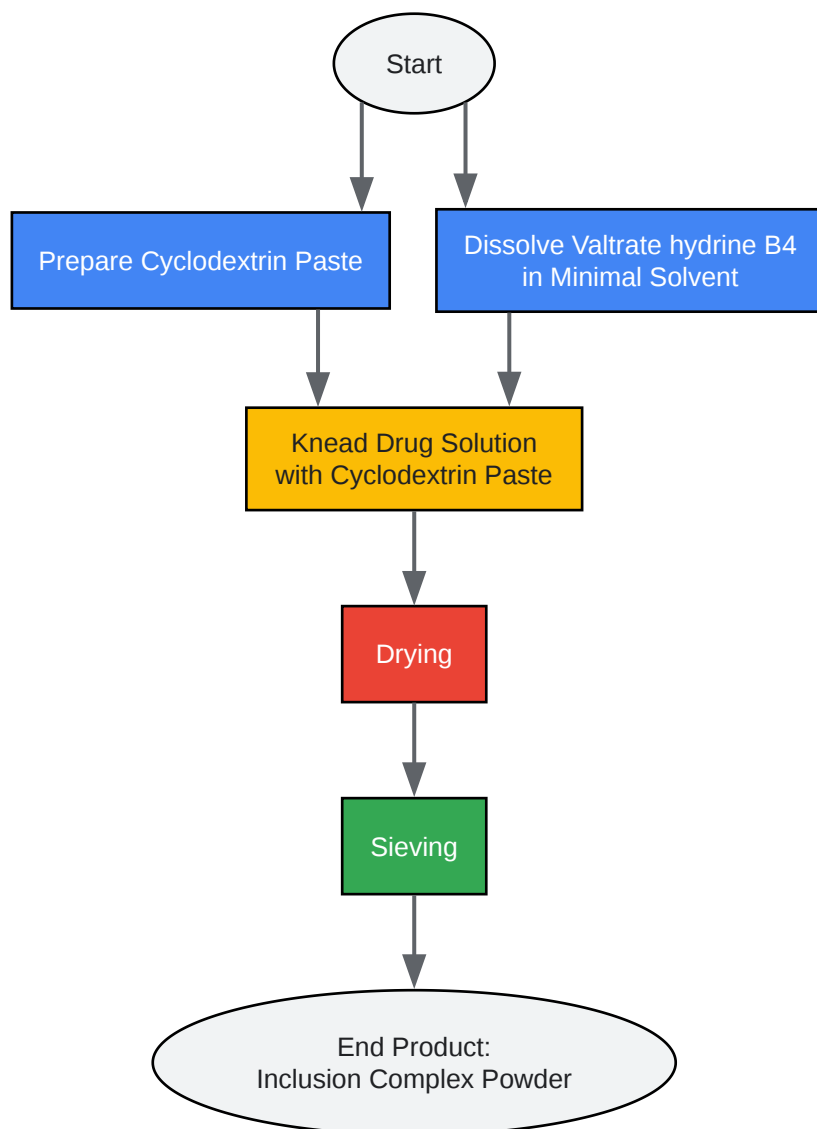 Start
Prepare Cyclodextrin Paste
Dissolve Valtrate hydrine B4
in Minimal Solvent
Knead Drug Solution
with Cyclodextrin Paste
Drying
Sieving
End Product:
Inclusion Complex Powder